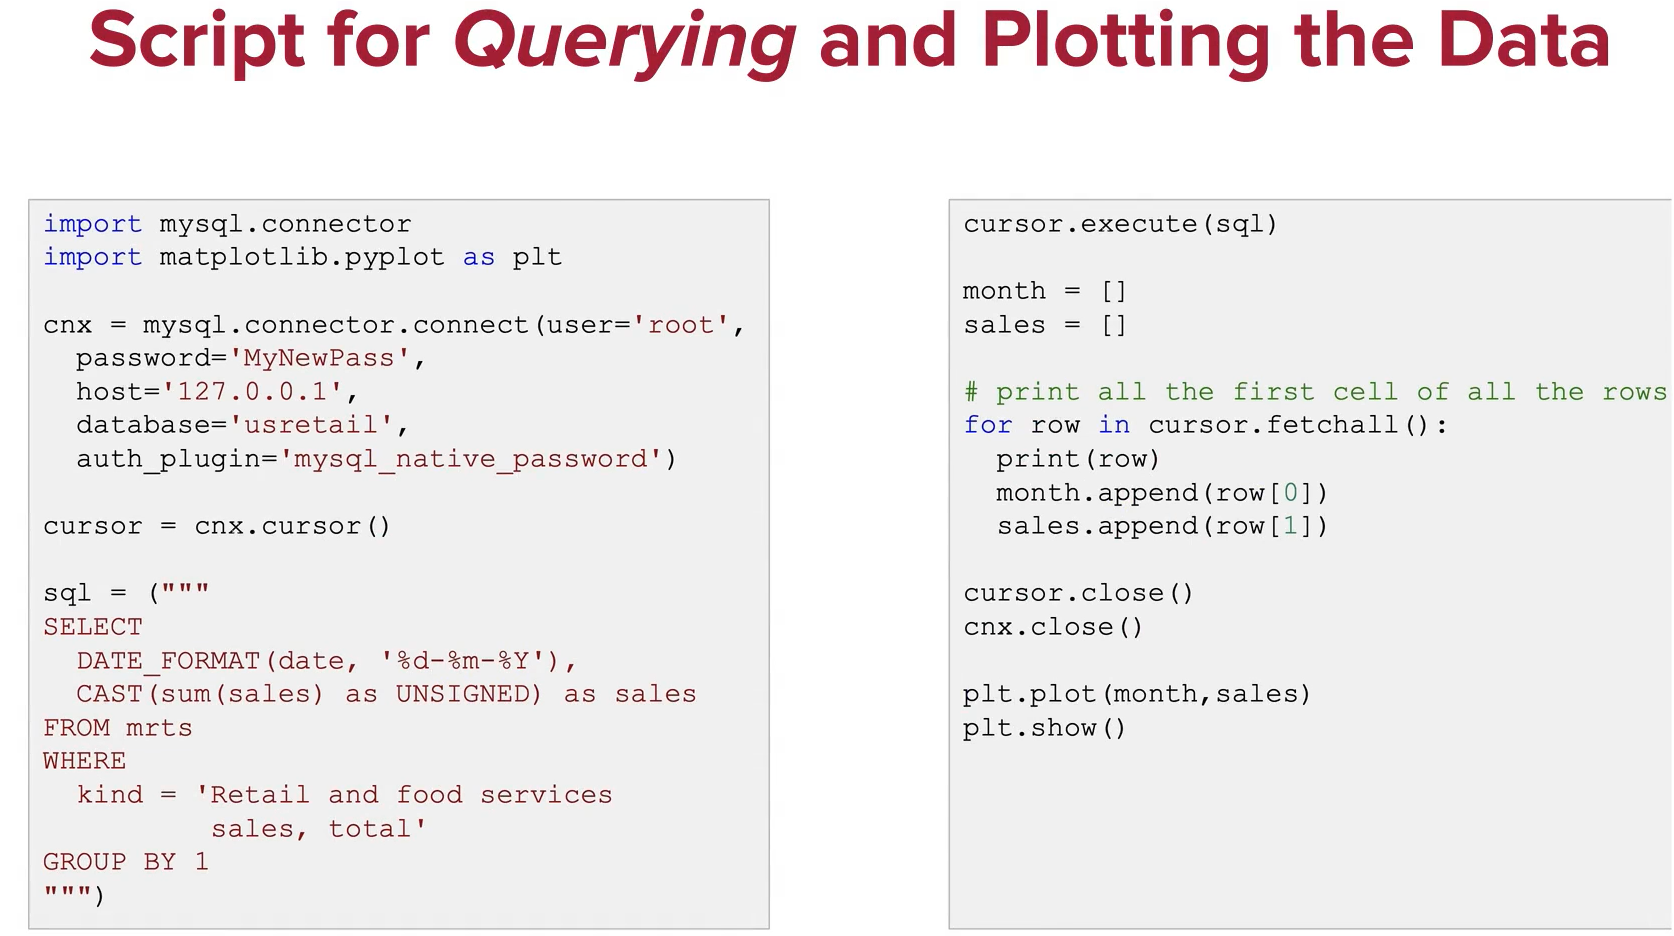 Script for Querying and Plotting the Data
import mysql.connector
import matplotlib.pyplot as plt
cnx = mysql.connector.connect(user='root',
password='MyNewPass',
host='127.0.0.1',
database='usretail',
auth_plugin='mysql_native_password')
cursor = cnx.cursor()
sql = ("""
SELECT
DATE_FORMAT(date, '%d-%m-%Y'),
CAST(sum(sales) as UNSIGNED) as sales
FROM mrts
WHERE
kind = 'Retail and food services
sales, total'
GROUP BY 1
""")
cursor.execute(sql)
month = []
sales = []
# print all the first cell of all the rows
for row in cursor.fetchall():
print(row)
month.append(row[0])
sales.append(row[1])
cursor.close()
cnx.close()
plt.plot(month,sales)
plt.show()